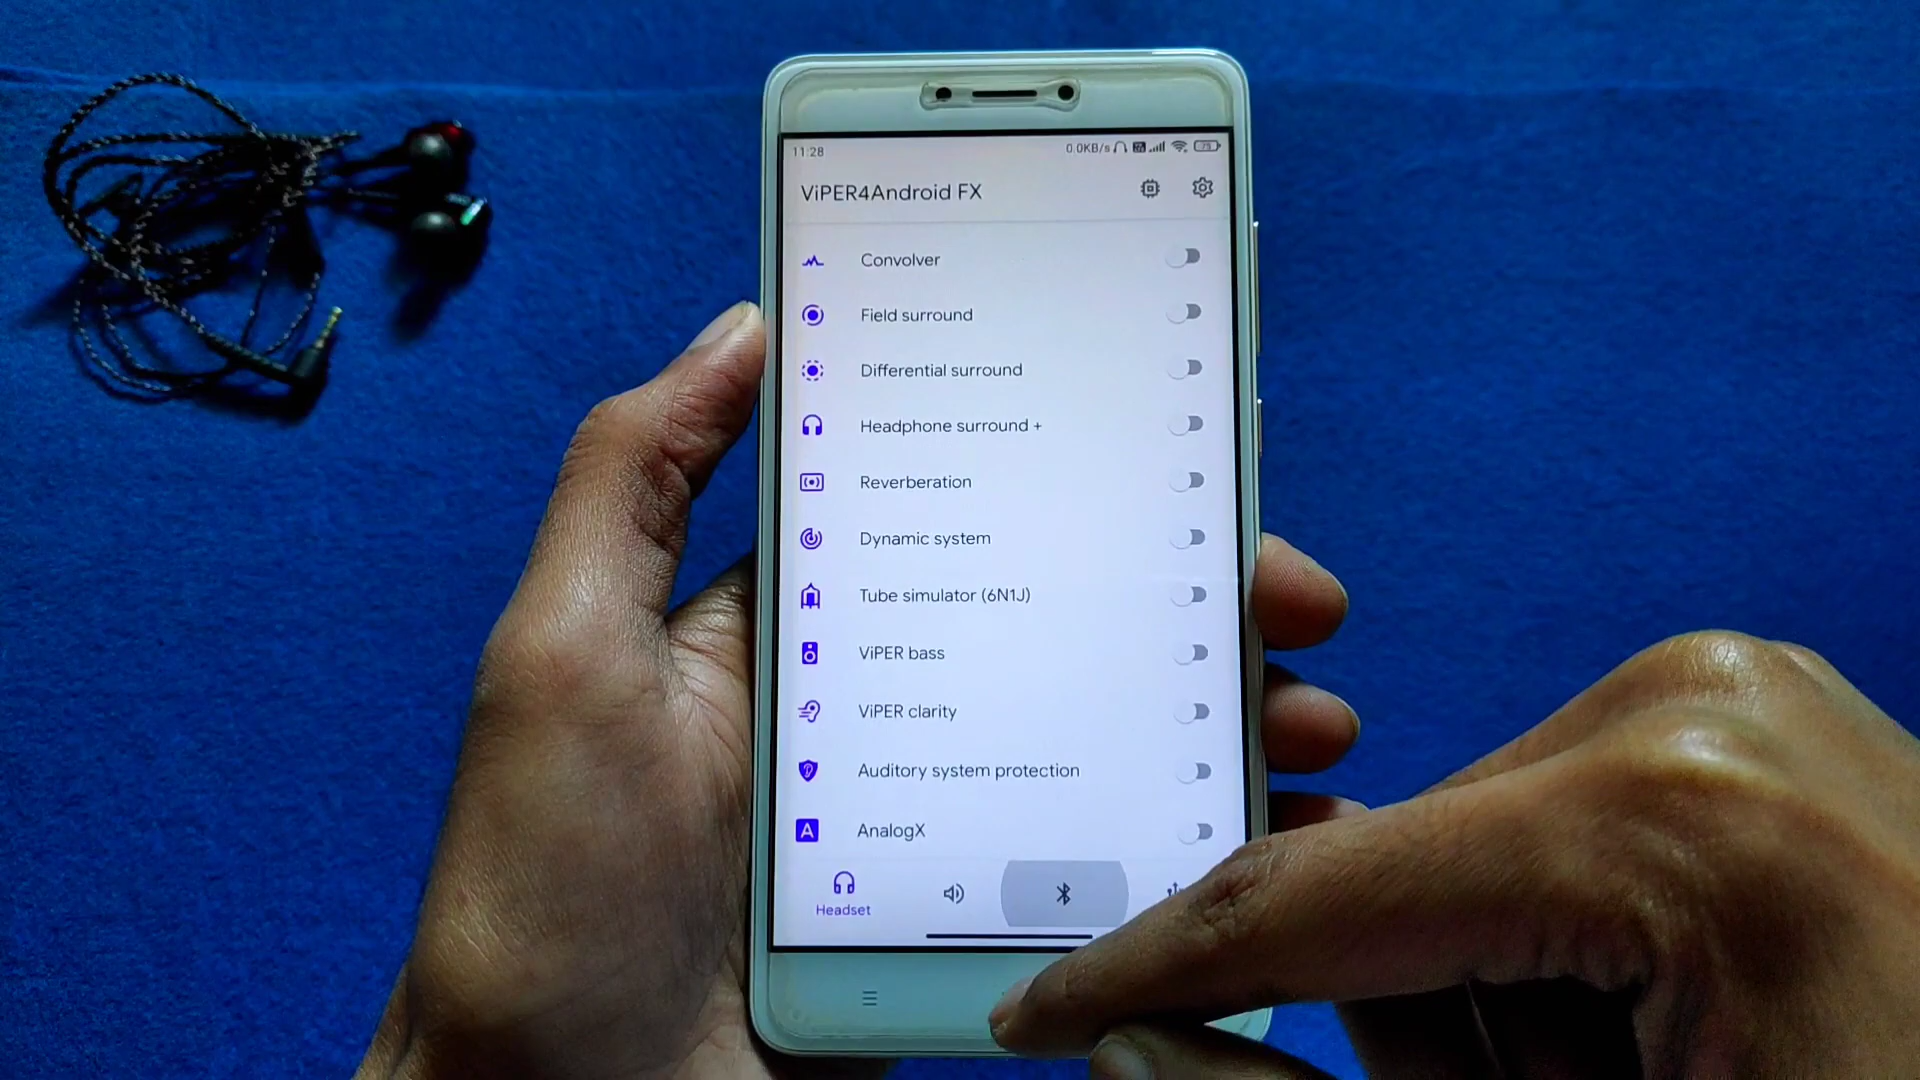 11:28 0.0KB/s 75
ViPER4Android FX
Convolver
Field surround
Differential surround
Headphone surround +
Reverberation
Dynamic system
Tube simulator (6N1J)
ViPER bass
ViPER clarity
Auditory system protection
A AnalogX
Headset